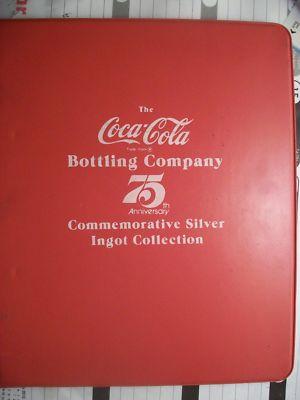 The
Coca-Cola
Trade-mark ®
Bottling Company
75th
Anniversary
Commemorative Silver
Ingot Collection